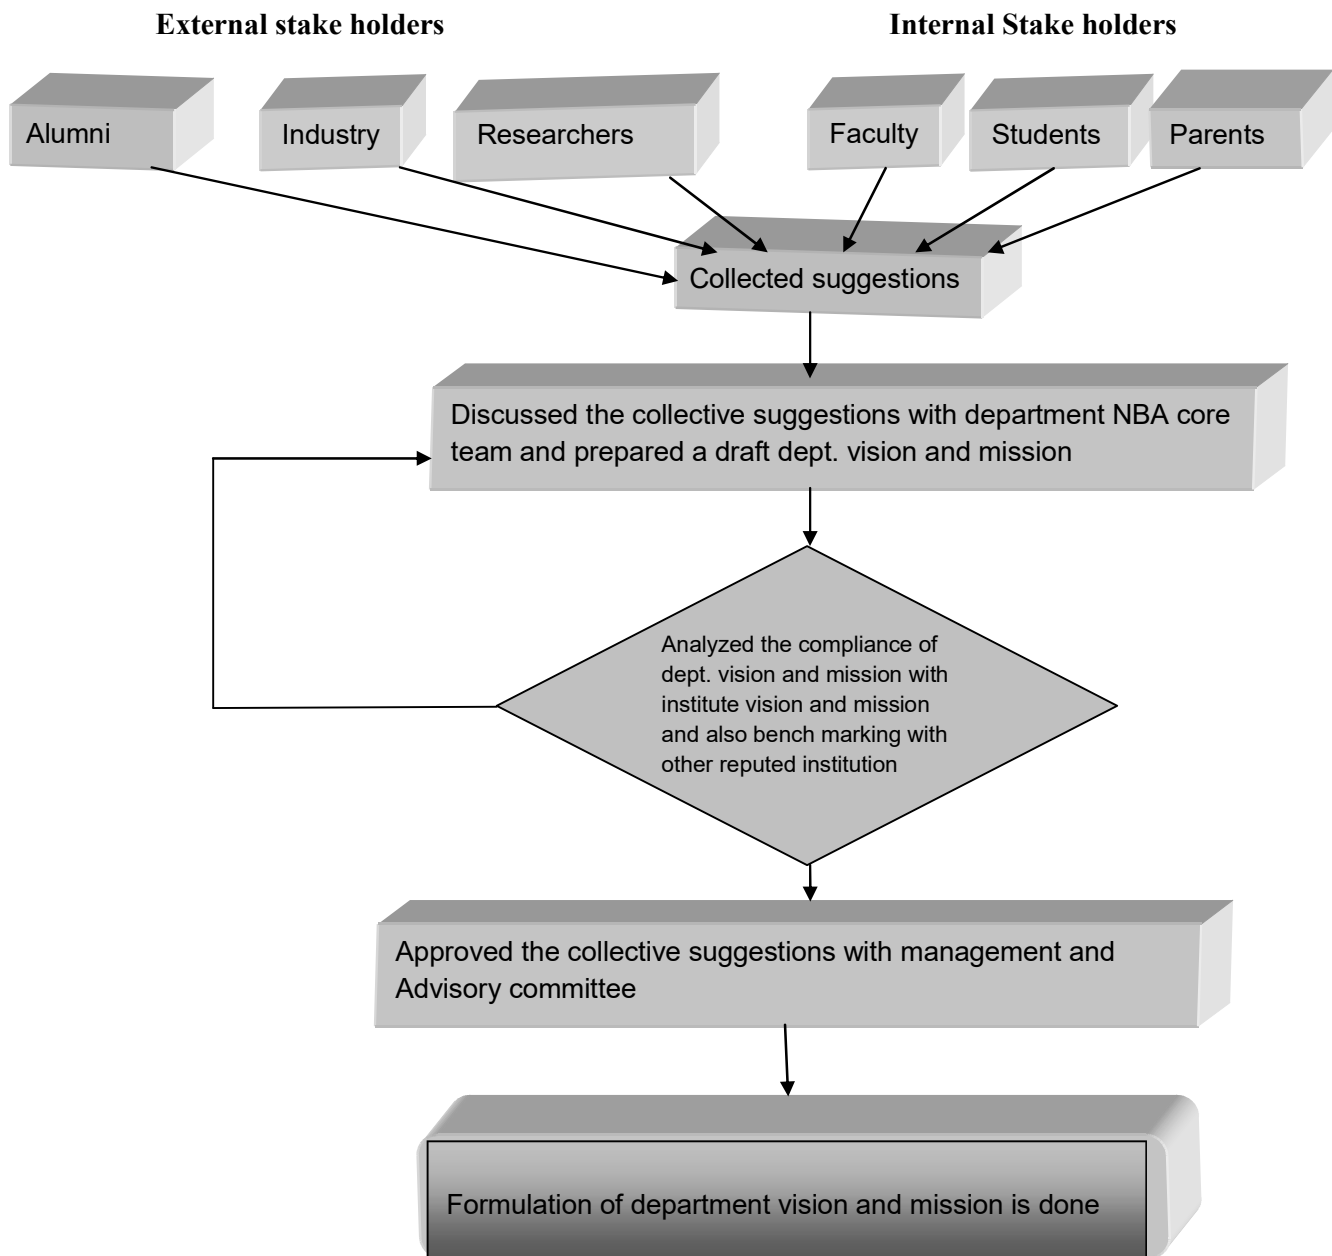 External stake holders
Internal Stake holders
Alumni
Industry
Researchers
Faculty
Students
Parents
Collected suggestions
Discussed the collective suggestions with department NBA core
team and prepared a draft dept. vision and mission
Analyzed the compliance of
dept. vision and mission with
institute vision and mission
and also bench marking with
other reputed institution
Approved the collective suggestions with management and
Advisory committee
Formulation of department vision and mission is done